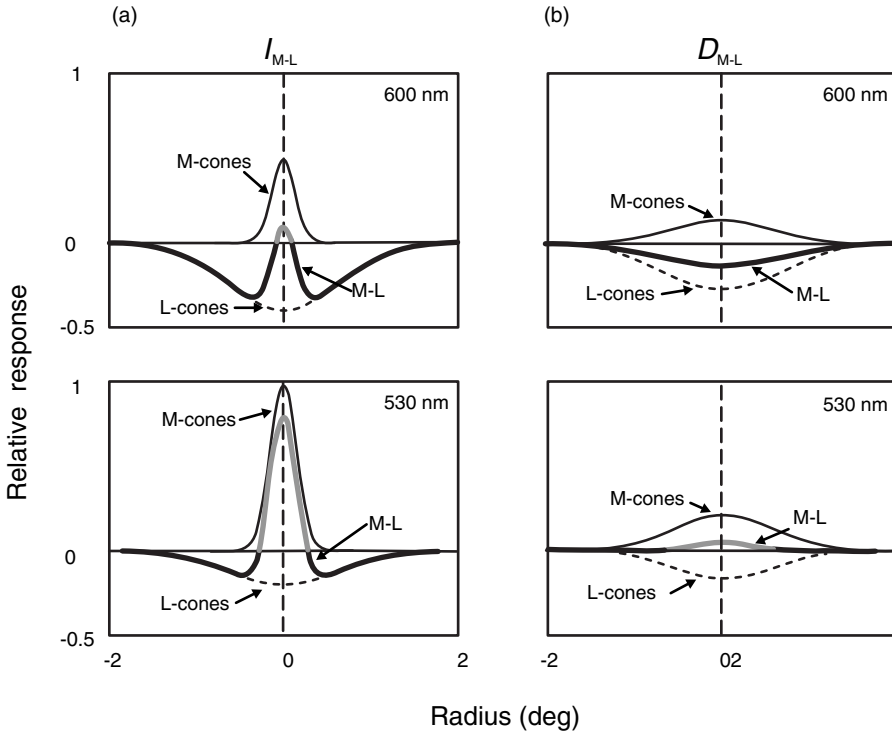 (a)
(b)
I M-L
D M-L
1
600 nm
M-cones
0
L-cones
M-L
-0.5
600 nm
M-cones
L-cones
M-L
1
530 nm
M-cones
M-L
0
L-cones
-0.5
-2
0
2
530 nm
M-cones
M-L
L-cones
-2
02
Relative response
Radius (deg)